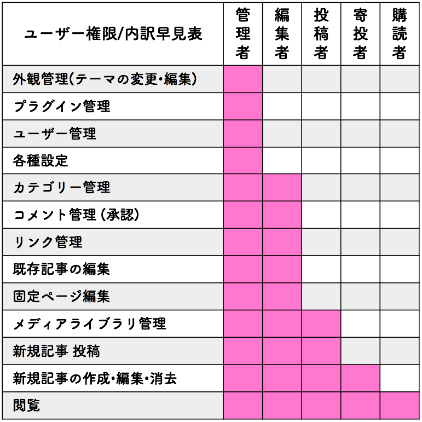 ユーザー権限/内訳早見表
管理者
編集者
投稿者
寄投者
購読者
外観管理(テーマの変更・編集)
プラグイン管理
ユーザー管理
各種設定
カテゴリー管理
コメント管理(承認)
リンク管理
既存記事の編集
固定ページ編集
メディアライブラリ管理
新規記事 投稿
新規記事の作成・編集・消去
閲覧